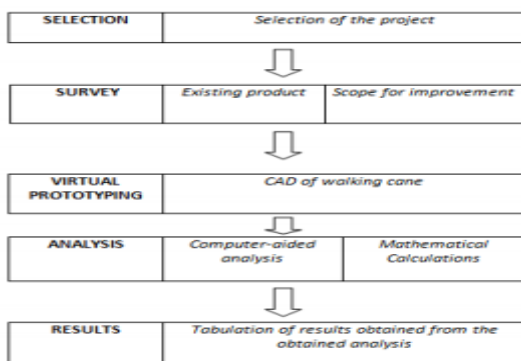 SELECTION Selection of the project
SURVEY Existing product Scope for improvement
VIRTUAL CAD of walking cane
PROTOTYPING
ANALYSIS Computer-aided Mathematical
analysis Calculations
RESULTS Tabulation of results obtained from the
obtained analysis